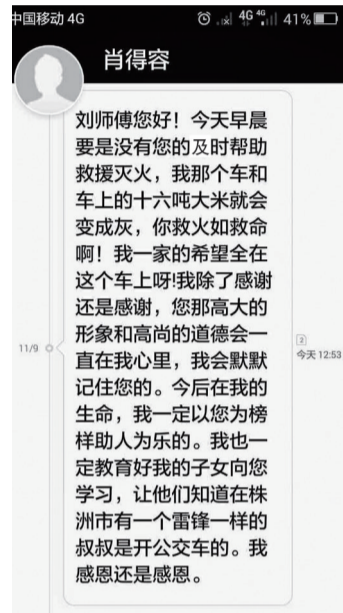 中国移动 4G 4G 4G 41%
肖得容
刘师傅您好！今天早晨
要是没有您的及时帮助
救援灭火，我那个车和
车上的十六吨大米就会
变成灰，你救火如救命
啊！我一家的希望全在
这个车上呀!我除了感谢
还是感谢，您那高大的
形象和高尚的道德会一
直在我心里，我会默默
记住您的。今后在我的
生命，我一定以您为榜
样助人为乐的。我也一
定教育好我的子女向您
学习，让他们知道在株
洲市有一个雷锋一样的
叔叔是开公交车的。我
感恩还是感恩。
11/9
2
今天 12:53